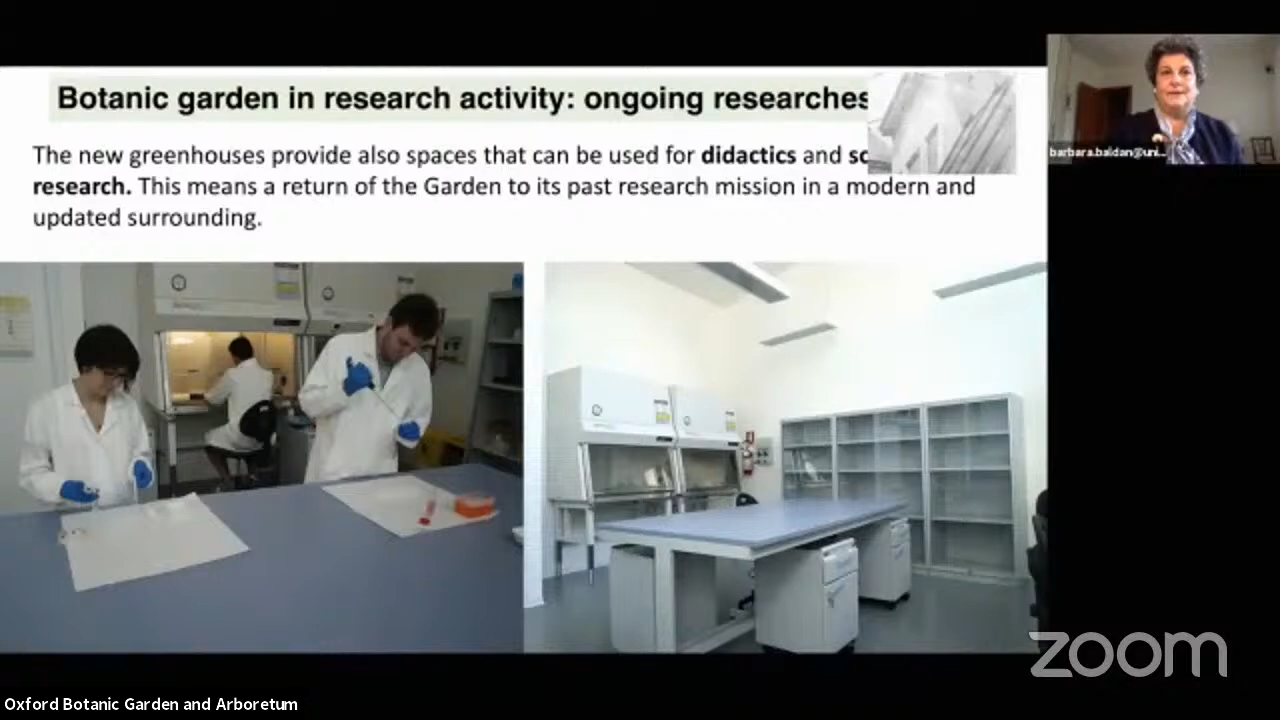 Botanic garden in research activity: ongoing researches
The new greenhouses provide also spaces that can be used for didactics and sc
research. This means a return of the Garden to its past research mission in a modern and
updated surrounding.
barbara.baldan@uni...
zoom
Oxford Botanic Garden and Arboretum